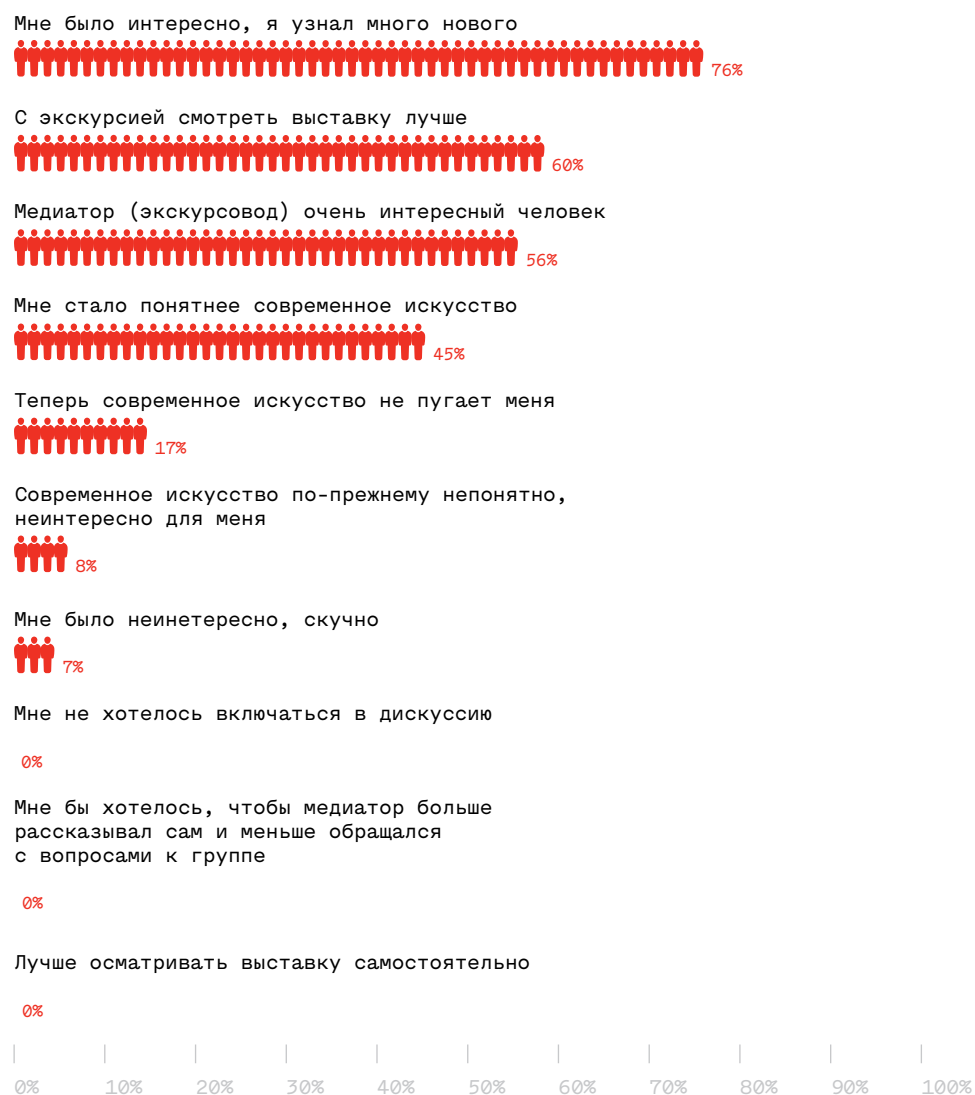 Мне было интересно, я узнал много нового
76%
С экскурсией смотреть выставку лучше
60%
Медиатор (экскурсовод) очень интересный человек
56%
Мне стало понятнее современное искусство
45%
Теперь современное искусство не пугает меня
17%
Современное искусство по-прежнему непонятно,
неинтересно для меня
8%
Мне было неинетересно, скучно
7%
Мне не хотелось включаться в дискуссию
0%
Мне бы хотелось, чтобы медиатор больше
рассказывал сам и меньше обращался
с вопросами к группе
0%
Лучше осматривать выставку самостоятельно
0%
0% 10% 20% 30% 40% 50% 60% 70% 80% 90% 100%